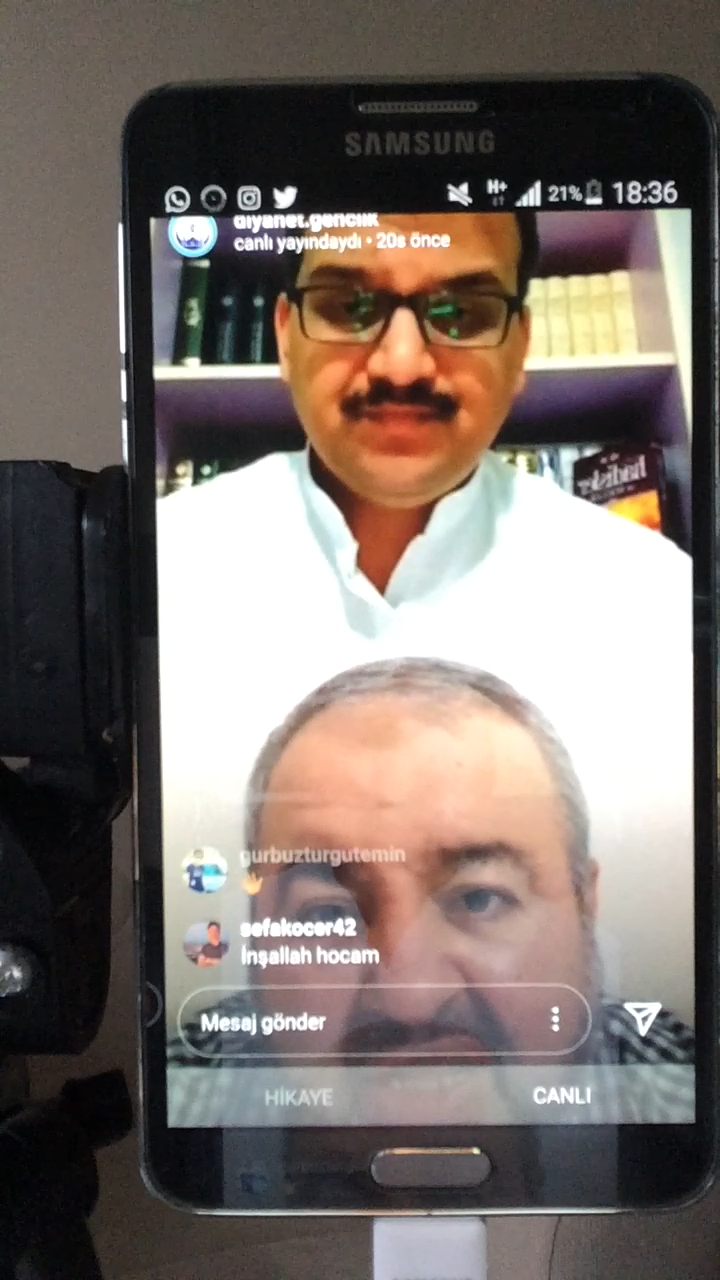 SAMSUNG
H+ 21% 18:36
diyanet.genclik
canlı yayındaydı • 20s önce
gurbuzturgutemin
sefakocer42
İnşallah hocam
Mesaj gönder
HİKAYE
CANLI